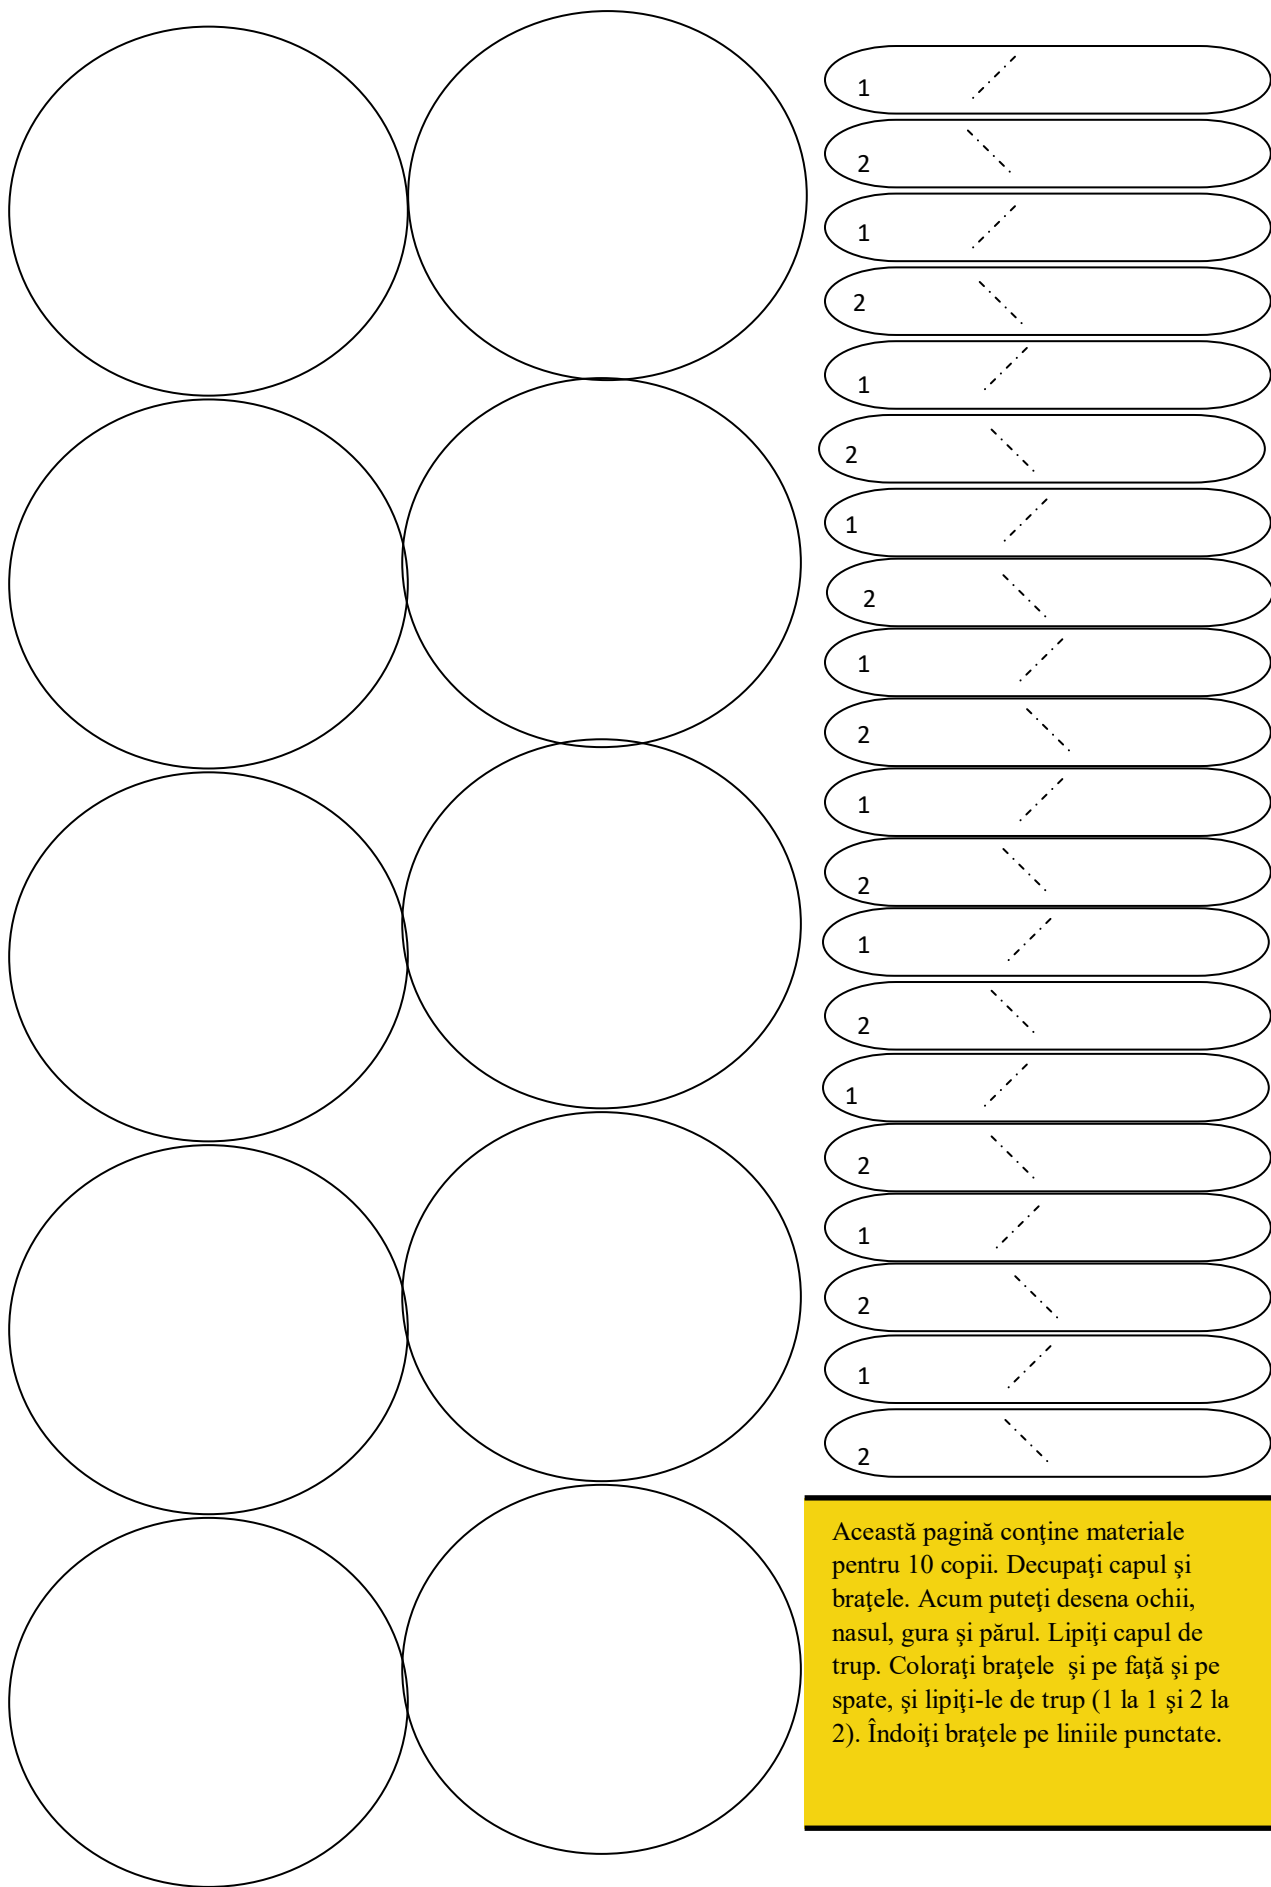 1
2
1
2
1
2
1
2
1
2
1
2
1
2
1
2
1
2
1
2
Această pagină conţine materiale
pentru 10 copii. Decupaţi capul şi
braţele. Acum puteţi desena ochii,
nasul, gura şi părul. Lipiţi capul de
trup. Coloraţi braţele  şi pe faţă şi pe
spate, şi lipiţi-le de trup (1 la 1 şi 2 la
2). Îndoiţi braţele pe liniile punctate.